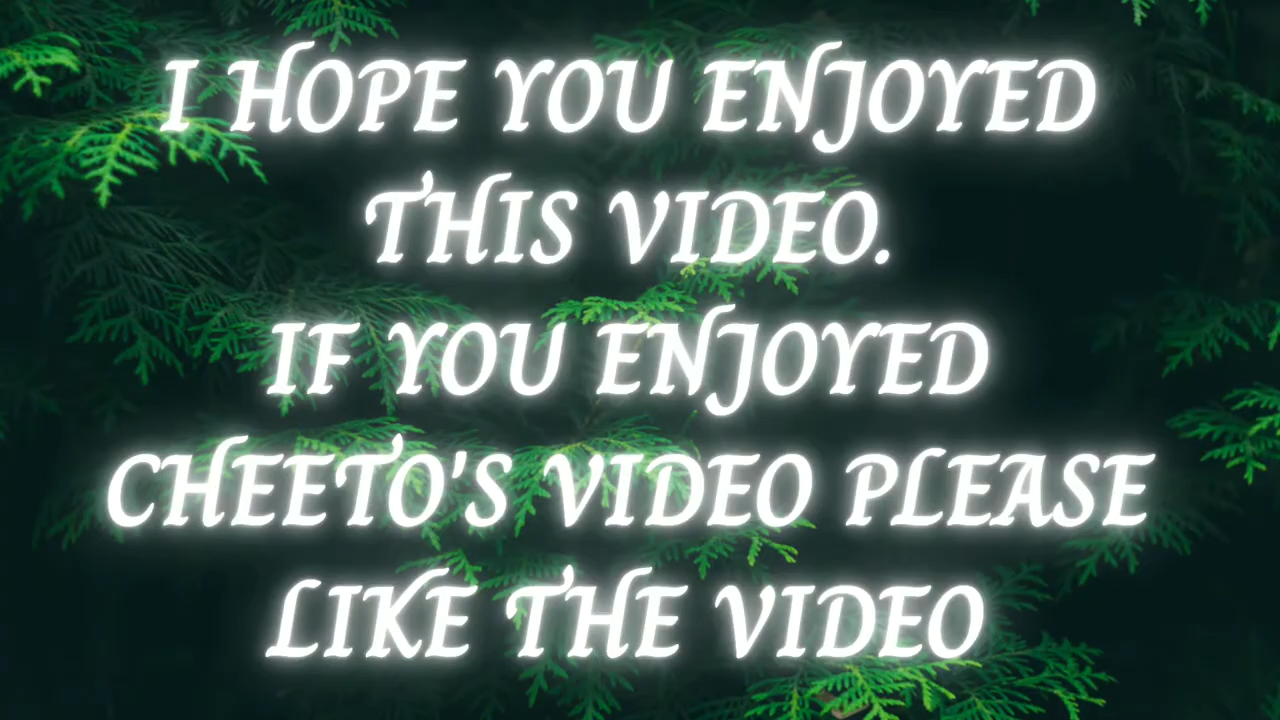 I HOPE YOU ENJOYED
THIS VIDEO.
IF YOU ENJOYED
CHEETO'S VIDEO PLEASE
LIKE THE VIDEO